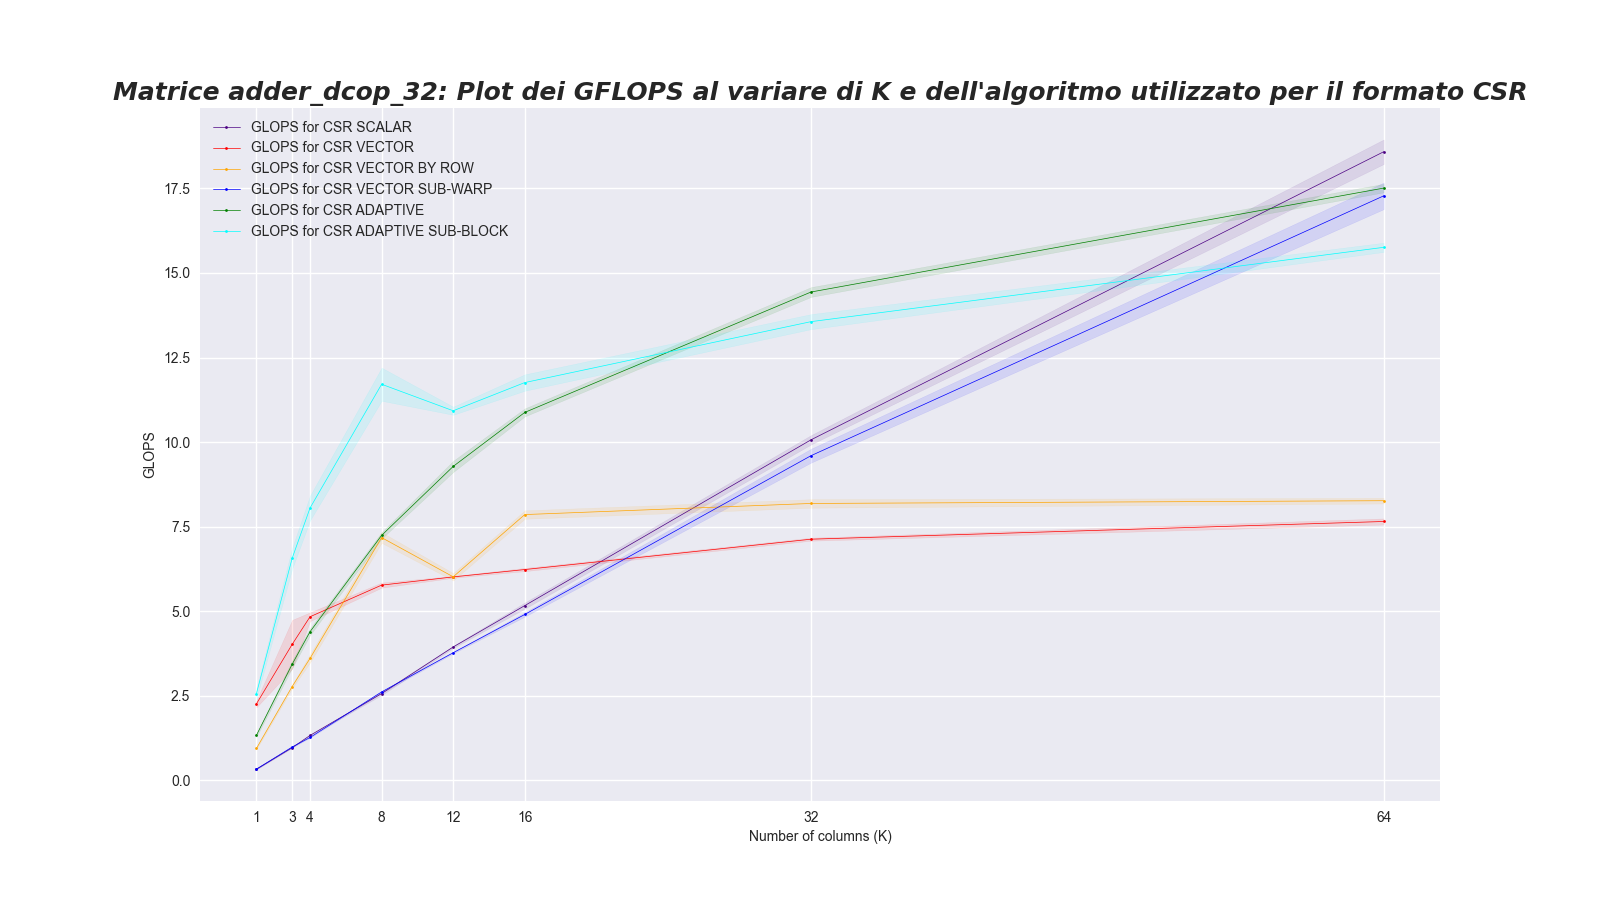 Matrice adder_dcop_32: Plot dei GFLOPS al variare di K e dell'algoritmo utilizzato per il formato CSR
GLOPS for CSR SCALAR
GLOPS for CSR VECTOR
GLOPS for CSR VECTOR BY ROW
GLOPS for CSR VECTOR SUB-WARP
GLOPS for CSR ADAPTIVE
GLOPS for CSR ADAPTIVE SUB-BLOCK
17.5
15.0
12.5
10.0
7.5
5.0
2.5
0.0
GLOPS
1 3 4 8 12 16 32 64
Number of columns (K)